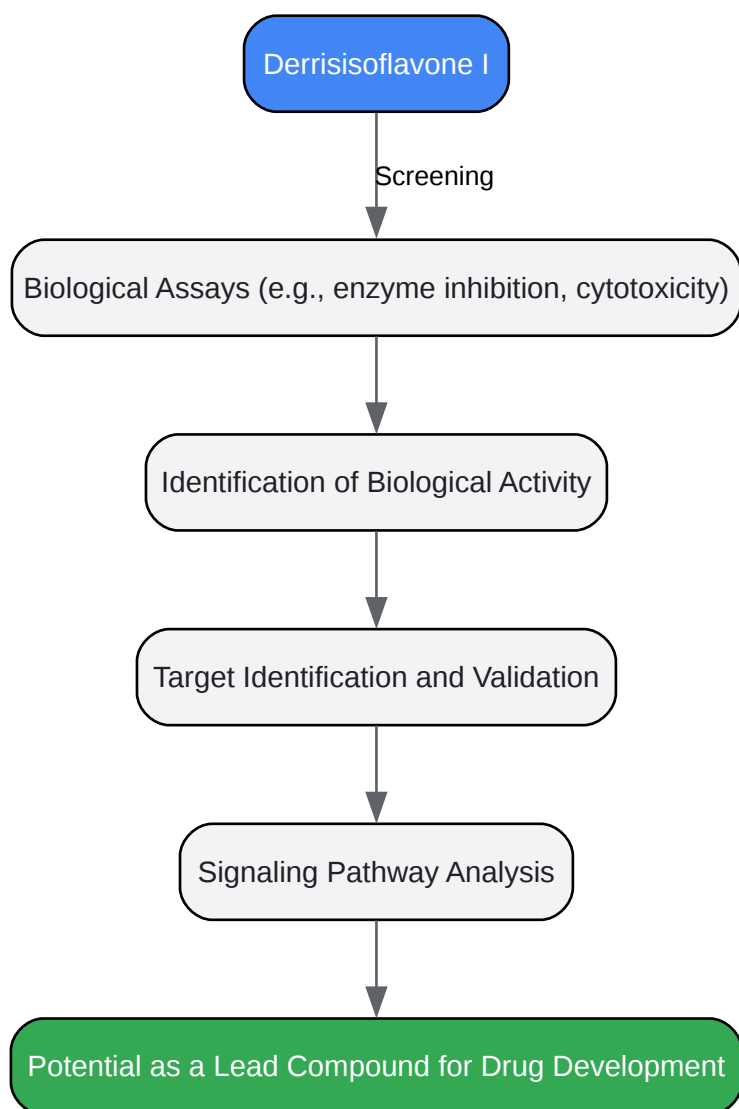 Derrisisoflavone I
Screening
Biological Assays (e.g., enzyme inhibition, cytotoxicity)
Identification of Biological Activity
Target Identification and Validation
Signaling Pathway Analysis
Potential as a Lead Compound for Drug Development